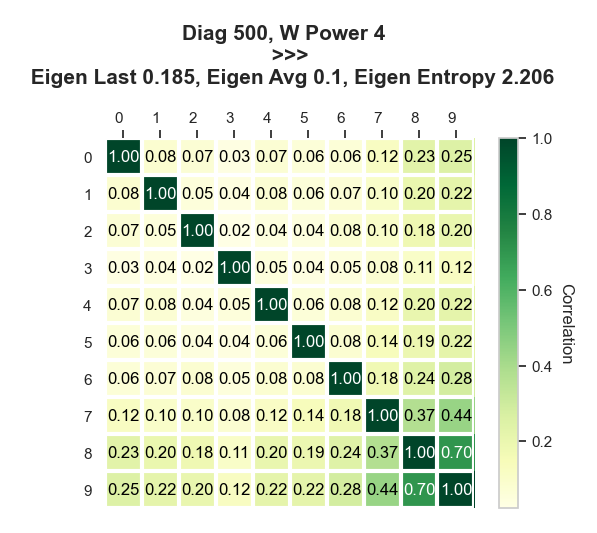 Diag 500, W Power 4
>>>
Eigen Last 0.185, Eigen Avg 0.1, Eigen Entropy 2.206
0 1 2 3 4 5 6 7 8 9
0 1.00 0.08 0.07 0.03 0.07 0.06 0.06 0.12 0.23 0.25
1 0.08 1.00 0.05 0.04 0.08 0.06 0.07 0.10 0.20 0.22
2 0.07 0.05 1.00 0.02 0.04 0.04 0.08 0.10 0.18 0.20
3 0.03 0.04 0.02 1.00 0.05 0.04 0.05 0.08 0.11 0.12
4 0.07 0.08 0.04 0.05 1.00 0.06 0.08 0.12 0.20 0.22
5 0.06 0.06 0.04 0.04 0.06 1.00 0.08 0.14 0.19 0.22
6 0.06 0.07 0.08 0.05 0.08 0.08 1.00 0.18 0.24 0.28
7 0.12 0.10 0.10 0.08 0.12 0.14 0.18 1.00 0.37 0.44
8 0.23 0.20 0.18 0.11 0.20 0.19 0.24 0.37 1.00 0.70
9 0.25 0.22 0.20 0.12 0.22 0.22 0.28 0.44 0.70 1.00
1.0
0.8
0.6
0.4
0.2
Correlation